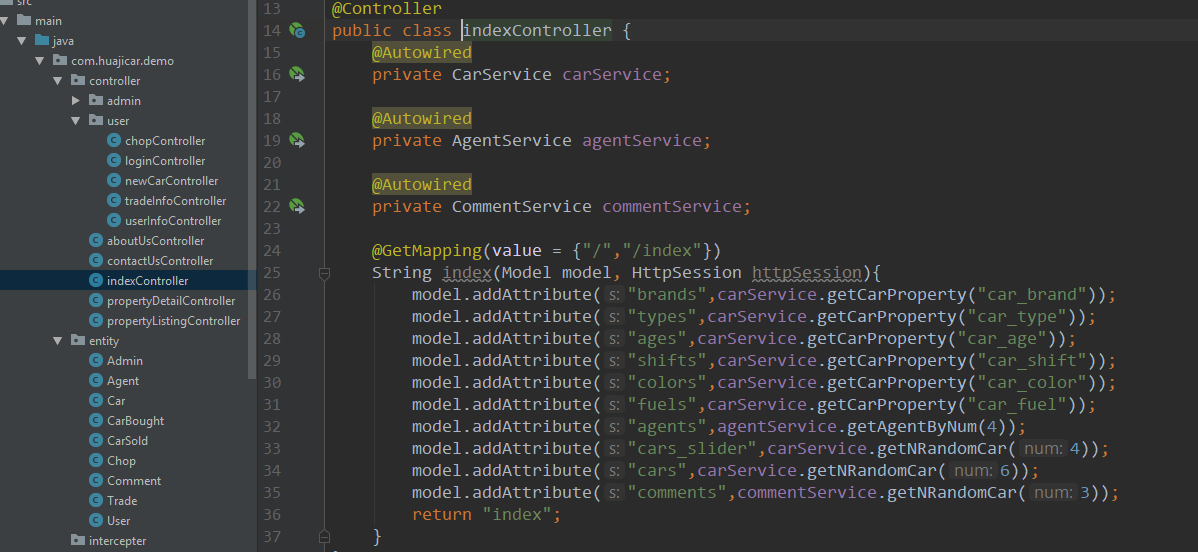 src
main
java
com.huajicar.demo
controller
admin
user
chopController
loginController
newCarController
tradeInfoController
userInfoController
aboutUsController
contactUsController
indexController
propertyDetailController
propertyListingController
entity
Admin
Agent
Car
CarBought
CarSold
Chop
Comment
Trade
User
intercepter
13 @Controller
14 public class indexController {
15 @Autowired
16 private CarService carService;
17
18 @Autowired
19 private AgentService agentService;
20
21 @Autowired
22 private CommentService commentService;
23
24 @GetMapping(value = {"/","/index"})
25 String index(Model model, HttpSession httpSession){
26 model.addAttribute( s: "brands",carService.getCarProperty("car_brand"));
27 model.addAttribute( s: "types",carService.getCarProperty("car_type"));
28 model.addAttribute( s: "ages",carService.getCarProperty("car_age"));
29 model.addAttribute( s: "shifts",carService.getCarProperty("car_shift"));
30 model.addAttribute( s: "colors",carService.getCarProperty("car_color"));
31 model.addAttribute( s: "fuels",carService.getCarProperty("car_fuel"));
32 model.addAttribute( s: "agents",agentService.getAgentByNum(4));
33 model.addAttribute( s: "cars_slider",carService.getNRandomCar( num: 4));
34 model.addAttribute( s: "cars",carService.getNRandomCar( num: 6));
35 model.addAttribute( s: "comments",commentService.getNRandomCar( num: 3));
36 return "index";
37 }